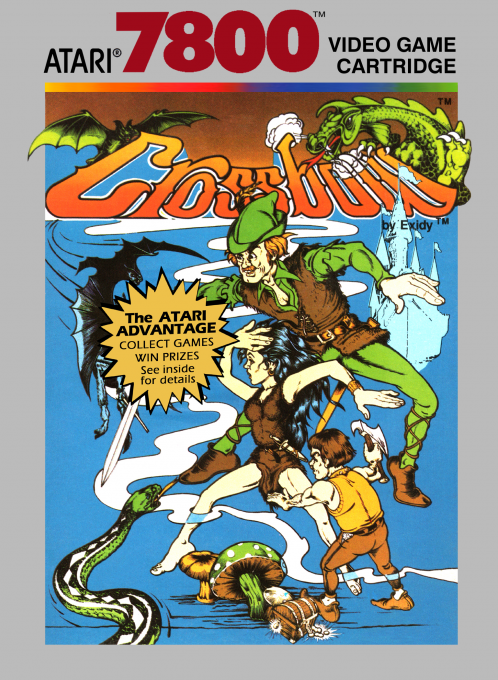 ATARI® 7800™ VIDEO GAME
CARTRIDGE
TM
Crossbow
by Exidy™
The ATARI
ADVANTAGE
COLLECT GAMES
WIN PRIZES
See inside
for details